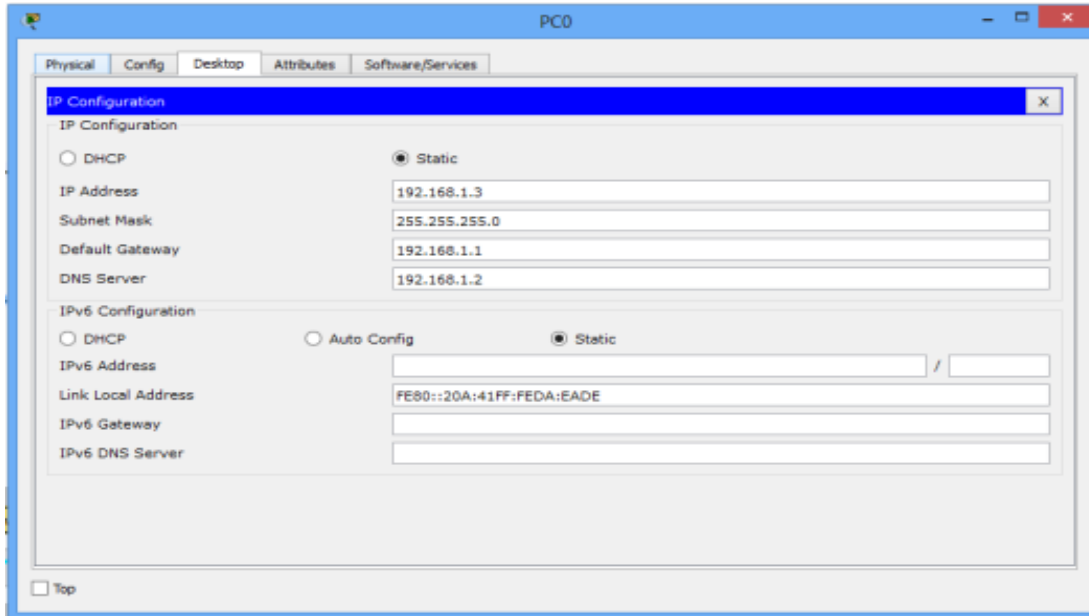 PC0
Physical Config Desktop Attributes Software/Services
IP Configuration X
IP Configuration
DHCP Static
IP Address 192.168.1.3
Subnet Mask 255.255.255.0
Default Gateway 192.168.1.1
DNS Server 192.168.1.2
IPv6 Configuration
DHCP Auto Config Static
IPv6 Address /
Link Local Address FE80::20A:41FF:FEDA:EADE
IPv6 Gateway
IPv6 DNS Server
Top